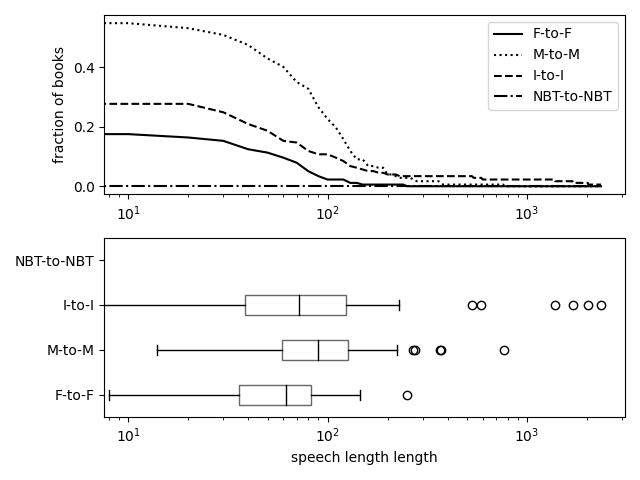 fraction of books
0.4
0.2
0.0
F-to-F
M-to-M
I-to-I
NBT-to-NBT
10¹
10²
10³
NBT-to-NBT
I-to-I
M-to-M
F-to-F
10¹
10²
10³
speech length length